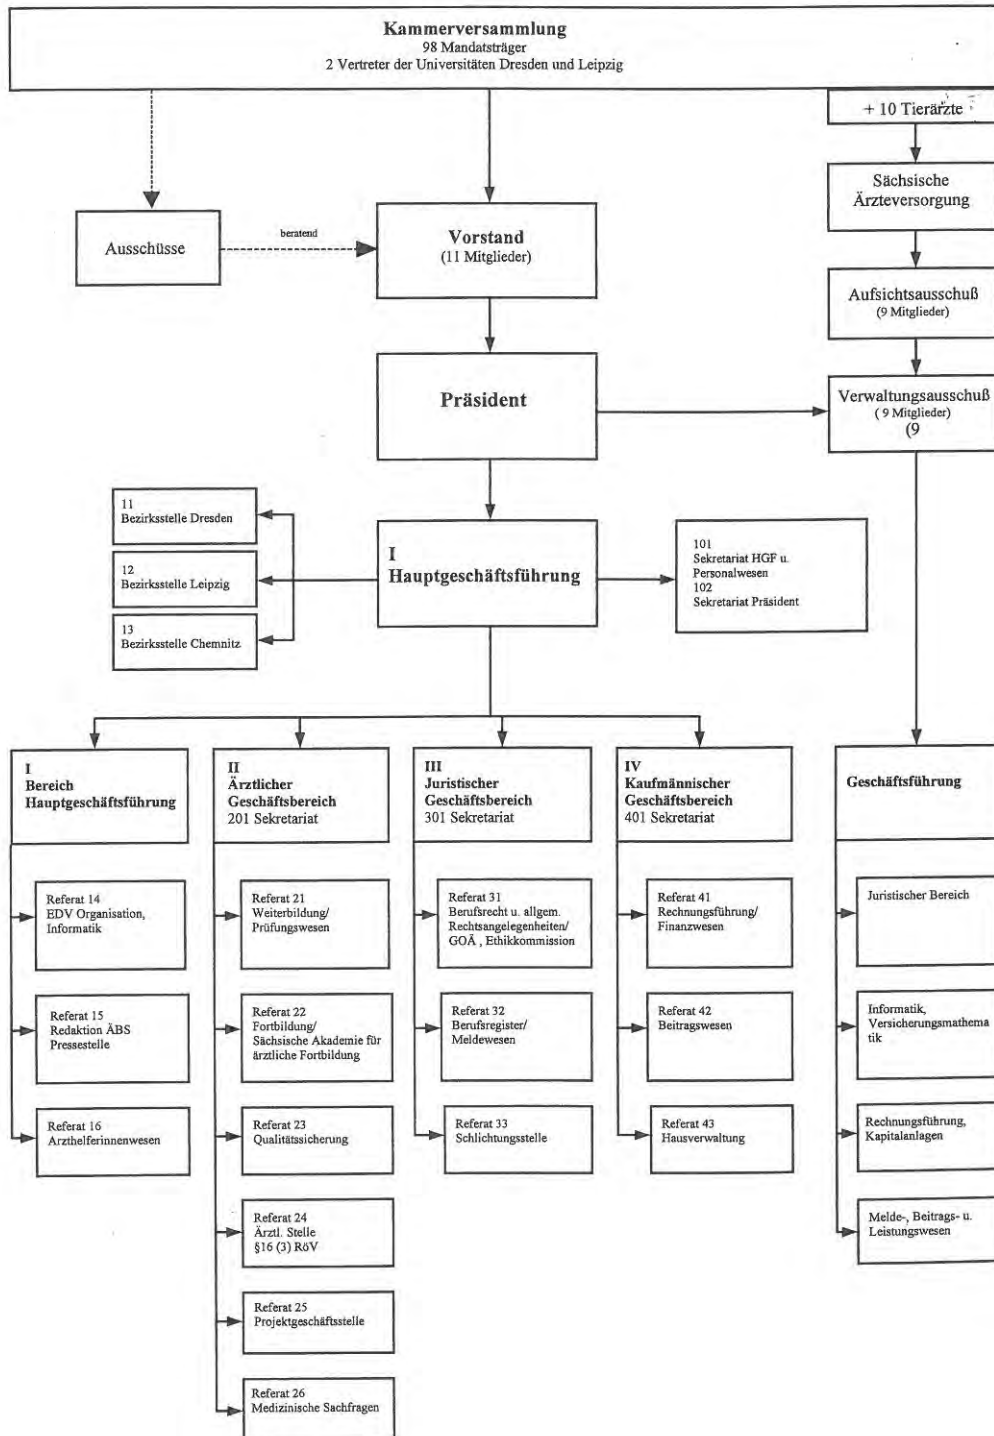 Kammerversammlung
98 Mandatsträger
2 Vertreter der Universitäten Dresden und Leipzig
+ 10 Tierärzte
Sächsische
Ärzteversorgung
Ausschüsse
beratend
Vorstand
(11 Mitglieder)
Aufsichtsausschuß
(9 Mitglieder)
Präsident
Verwaltungsausschuß
( 9 Mitglieder)
(9
11
Bezirksstelle Dresden
12
Bezirksstelle Leipzig
13
Bezirksstelle Chemnitz
I
Hauptgeschäftsführung
101
Sekretariat HGF u.
Personalwesen
102
Sekretariat Präsident
I
Bereich
Hauptgeschäftsführung
II
Ärztlicher
Geschäftsbereich
201 Sekretariat
III
Juristischer
Geschäftsbereich
301 Sekretariat
IV
Kaufmännischer
Geschäftsbereich
401 Sekretariat
Geschäftsführung
Referat 14
EDV Organisation,
Informatik
Referat 15
Redaktion ÄBS
Pressestelle
Referat 16
Arzthelferinnenwesen
Referat 21
Weiterbildung/
Prüfungswesen
Referat 22
Fortbildung/
Sächsische Akademie für
ärztliche Fortbildung
Referat 23
Qualitätssicherung
Referat 24
Ärztl. Stelle
§16 (3) RöV
Referat 25
Projektgeschäftsstelle
Referat 26
Medizinische Sachfragen
Referat 31
Berufsrecht u. allgem.
Rechtsangelegenheiten/
GOÄ , Ethikkommission
Referat 32
Berufsregister/
Meldewesen
Referat 33
Schlichtungsstelle
Referat 41
Rechnungsführung/
Finanzwesen
Referat 42
Beitragswesen
Referat 43
Hausverwaltung
Juristischer Bereich
Informatik,
Versicherungsmathema
tik
Rechnungsführung,
Kapitalanlagen
Melde-, Beitrags- u.
Leistungswesen